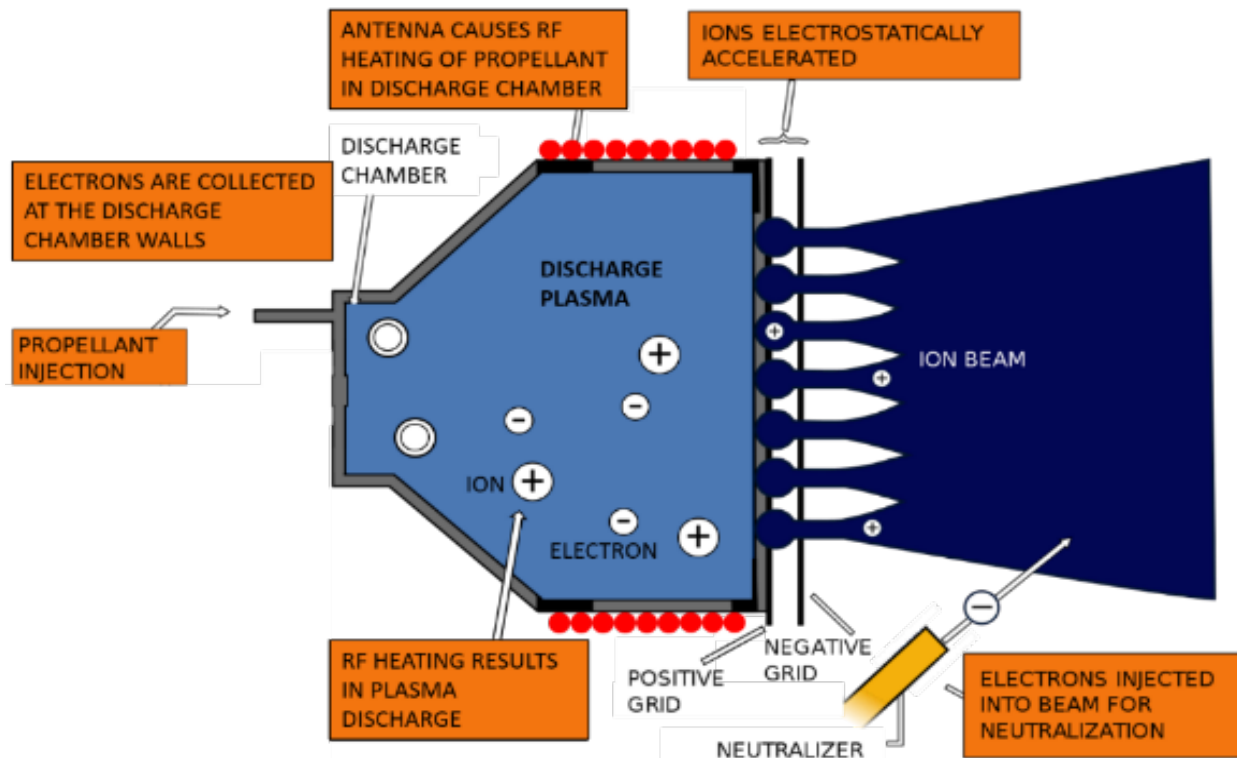 ANTENNA CAUSES RF
HEATING OF PROPELLANT
IN DISCHARGE CHAMBER
IONS ELECTROSTATICALLY
ACCELERATED
DISCHARGE
CHAMBER
ELECTRONS ARE COLLECTED
AT THE DISCHARGE
CHAMBER WALLS
DISCHARGE
PLASMA
PROPELLANT
INJECTION
ION BEAM
ION
ELECTRON
RF HEATING RESULTS
IN PLASMA
DISCHARGE
POSITIVE
GRID
NEGATIVE
GRID
NEUTRALIZER
ELECTRONS INJECTED
INTO BEAM FOR
NEUTRALIZATION